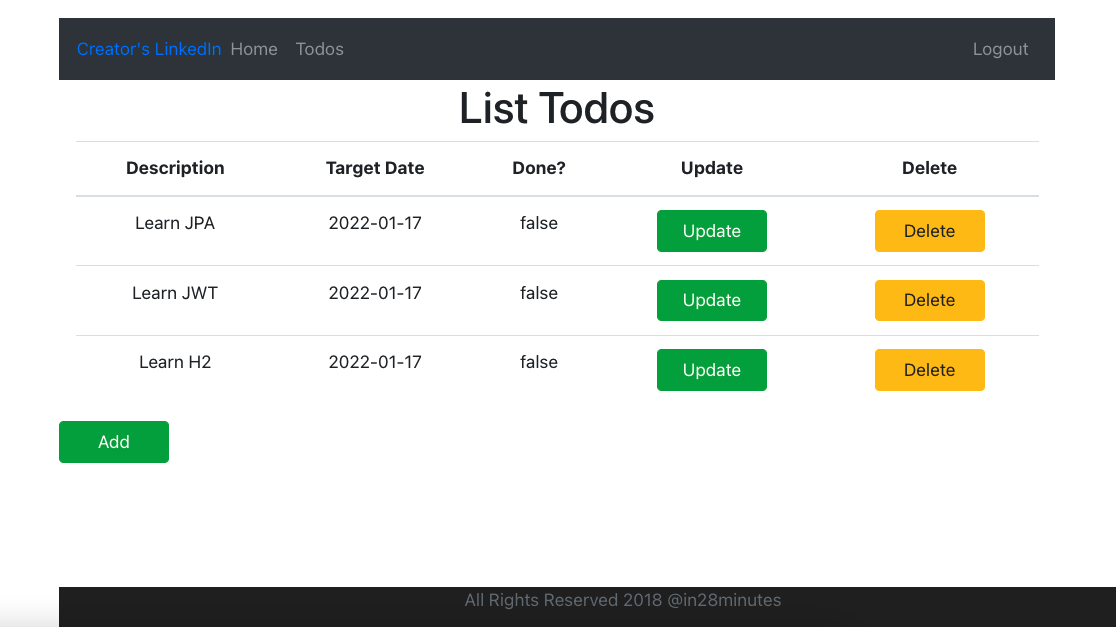 Creator's LinkedIn Home Todos Logout
List Todos
Description Target Date Done? Update Delete
Learn JPA 2022-01-17 false Update Delete
Learn JWT 2022-01-17 false Update Delete
Learn H2 2022-01-17 false Update Delete
Add
All Rights Reserved 2018 @in28minutes